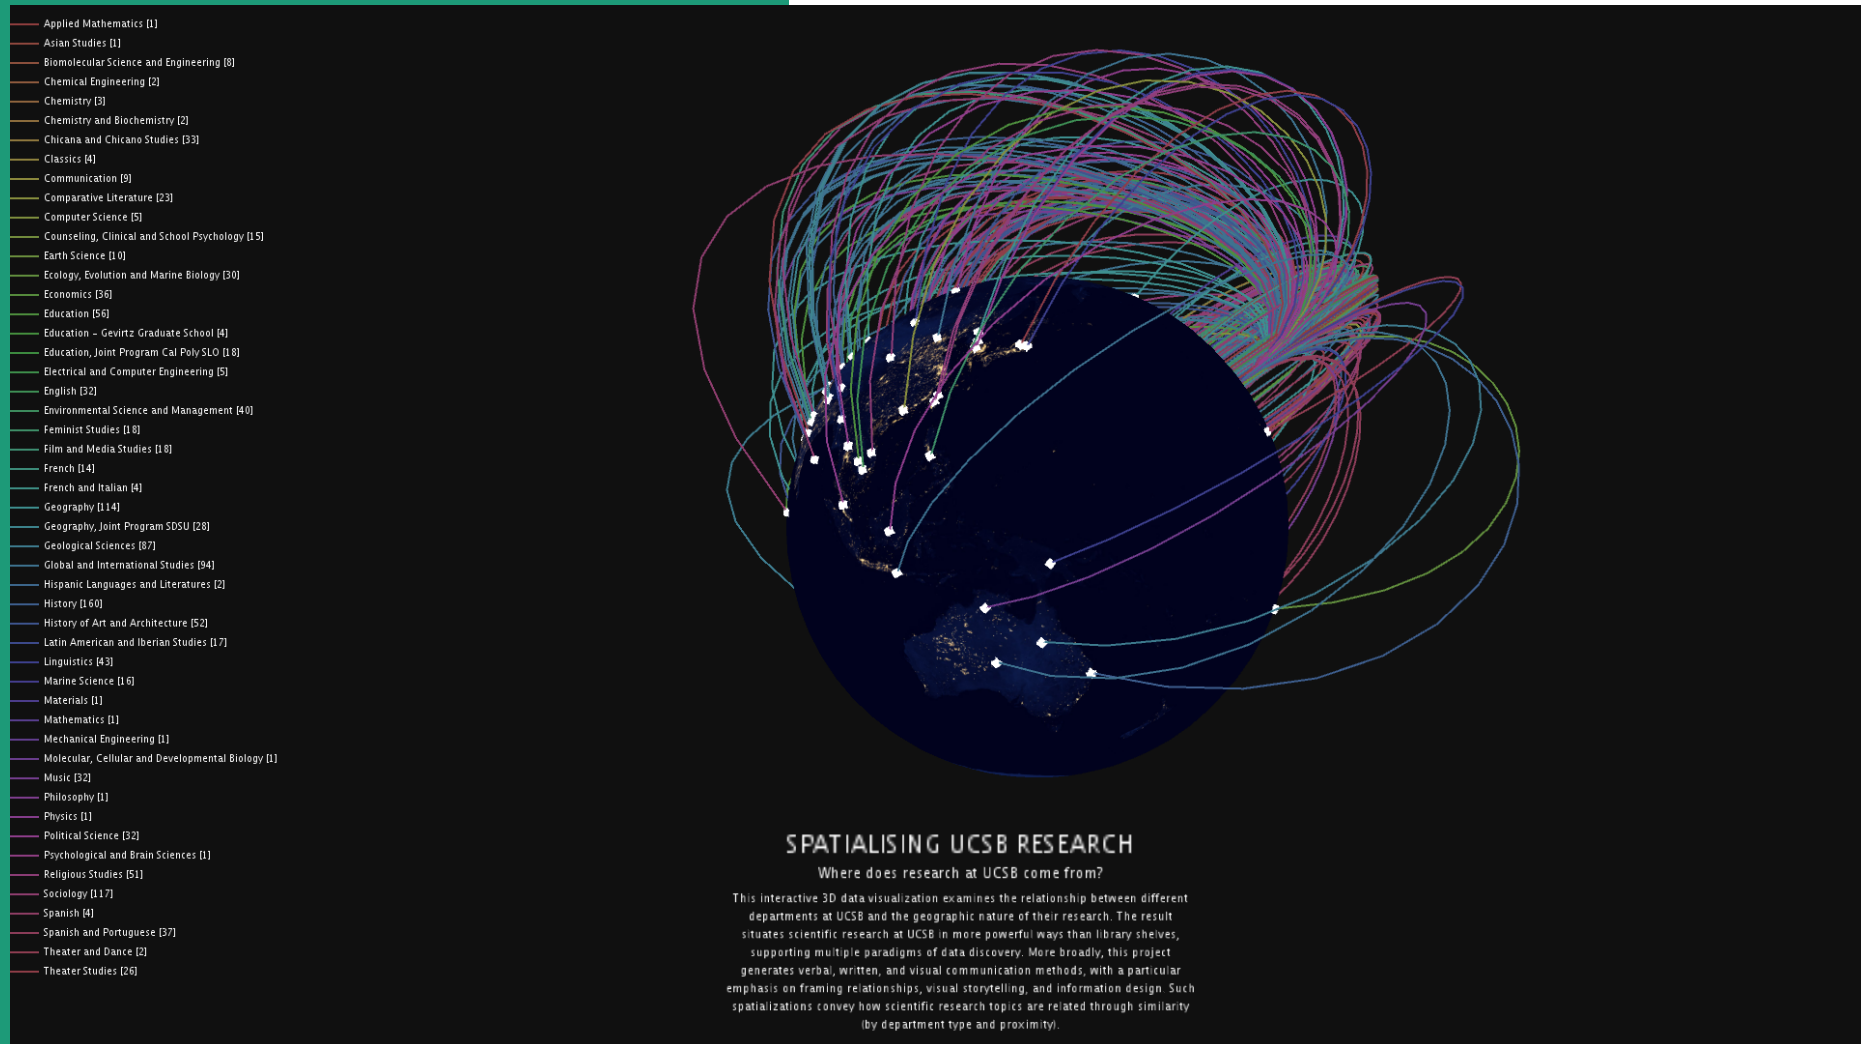 Applied Mathematics [1]
Asian Studies [1]
Biomolecular Science and Engineering [8]
Chemical Engineering [2]
Chemistry [3]
Chemistry and Biochemistry [2]
Chicana and Chicano Studies [33]
Classics [4]
Communication [9]
Comparative Literature [23]
Computer Science [5]
Counseling, Clinical and School Psychology [15]
Earth Science [10]
Ecology, Evolution and Marine Biology [30]
Economics [36]
Education [56]
Education - Gevirtz Graduate School [4]
Education, Joint Program Cal Poly SLO [18]
Electrical and Computer Engineering [5]
English [32]
Environmental Science and Management [40]
Feminist Studies [18]
Film and Media Studies [18]
French [14]
French and Italian [4]
Geography [114]
Geography, Joint Program SDSU [28]
Geological Sciences [87]
Global and International Studies [94]
Hispanic Languages and Literatures [2]
History [160]
History of Art and Architecture [52]
Latin American and Iberian Studies [17]
Linguistics [43]
Marine Science [16]
Materials [1]
Mathematics [1]
Mechanical Engineering [1]
Molecular, Cellular and Developmental Biology [1]
Music [32]
Philosophy [1]
Physics [1]
Political Science [32]
Psychological and Brain Sciences [1]
Religious Studies [51]
Sociology [117]
Spanish [4]
Spanish and Portuguese [37]
Theater and Dance [2]
Theater Studies [26]
SPATIALISING UCSB RESEARCH
Where does research at UCSB come from?
This interactive 3D data visualization examines the relationship between different
departments at UCSB and the geographic nature of their research. The result
situates scientific research at UCSB in more powerful ways than library shelves,
supporting multiple paradigms of data discovery. More broadly, this project
generates verbal, written, and visual communication methods, with a particular
emphasis on framing relationships, visual storytelling, and information design. Such
spatializations convey how scientific research topics are related through similarity
(by department type and proximity).